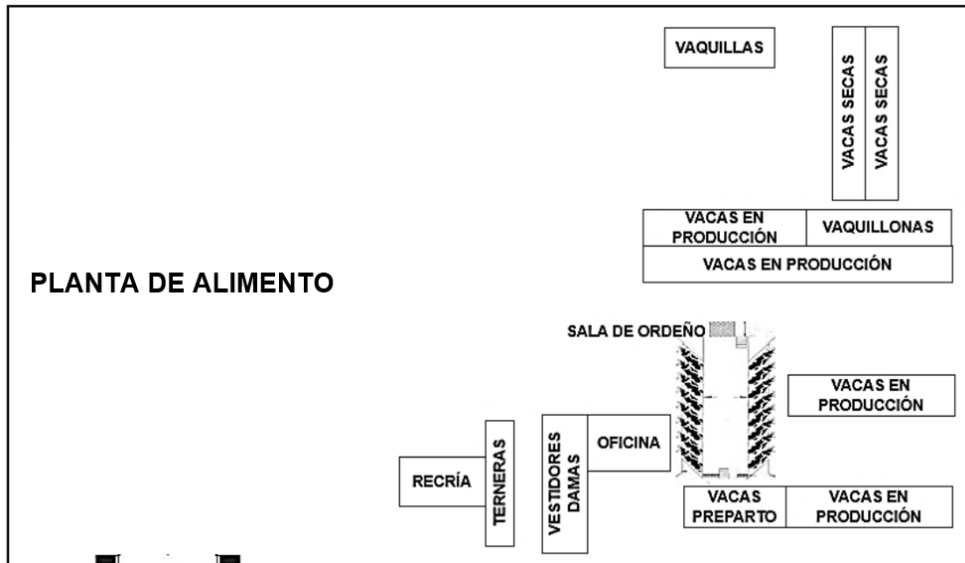 VAQUILLAS
VACAS SECAS
VACAS SECAS
VACAS EN
PRODUCCIÓN
VAQUILLONAS
VACAS EN PRODUCCIÓN
PLANTA DE ALIMENTO
SALA DE ORDEÑO
VACAS EN
PRODUCCIÓN
RECRÍA
TERNERAS
VESTIDORES
DAMAS
OFICINA
VACAS
PREPARTO
VACAS EN
PRODUCCIÓN